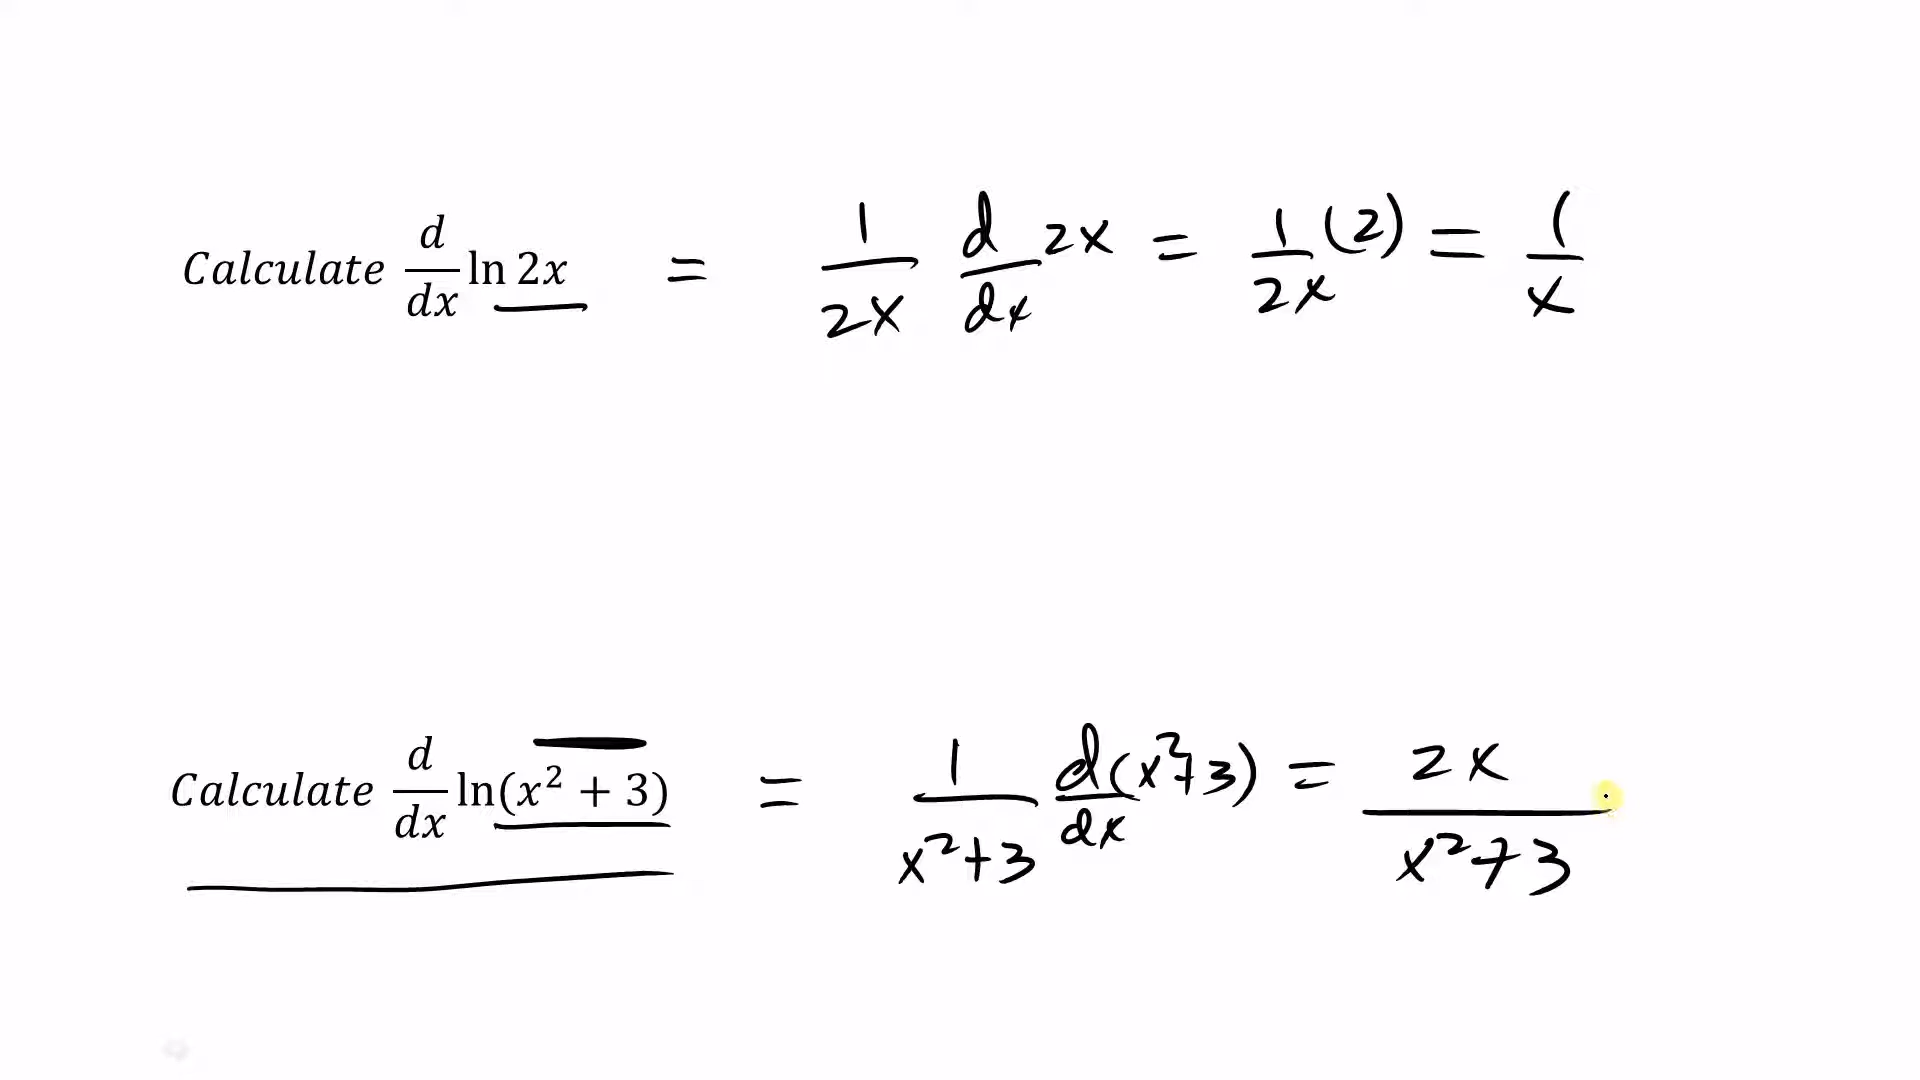 Calculate d/dx ln 2x = 1/2x d/dx 2x = 1/2x (2) = 1/x
Calculate d/dx ln(x² + 3) = 1/x²+3 d/dx (x²+3) = 2x/x²+3